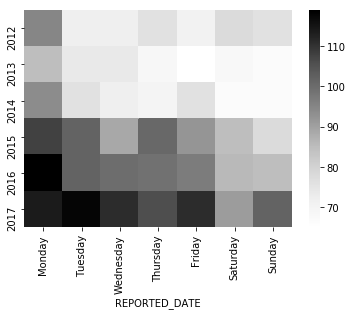 2012
2013
2014
2015
2016
2017
Monday
Tuesday
Wednesday
Thursday
Friday
Saturday
Sunday
REPORTED_DATE
110
100
90
80
70